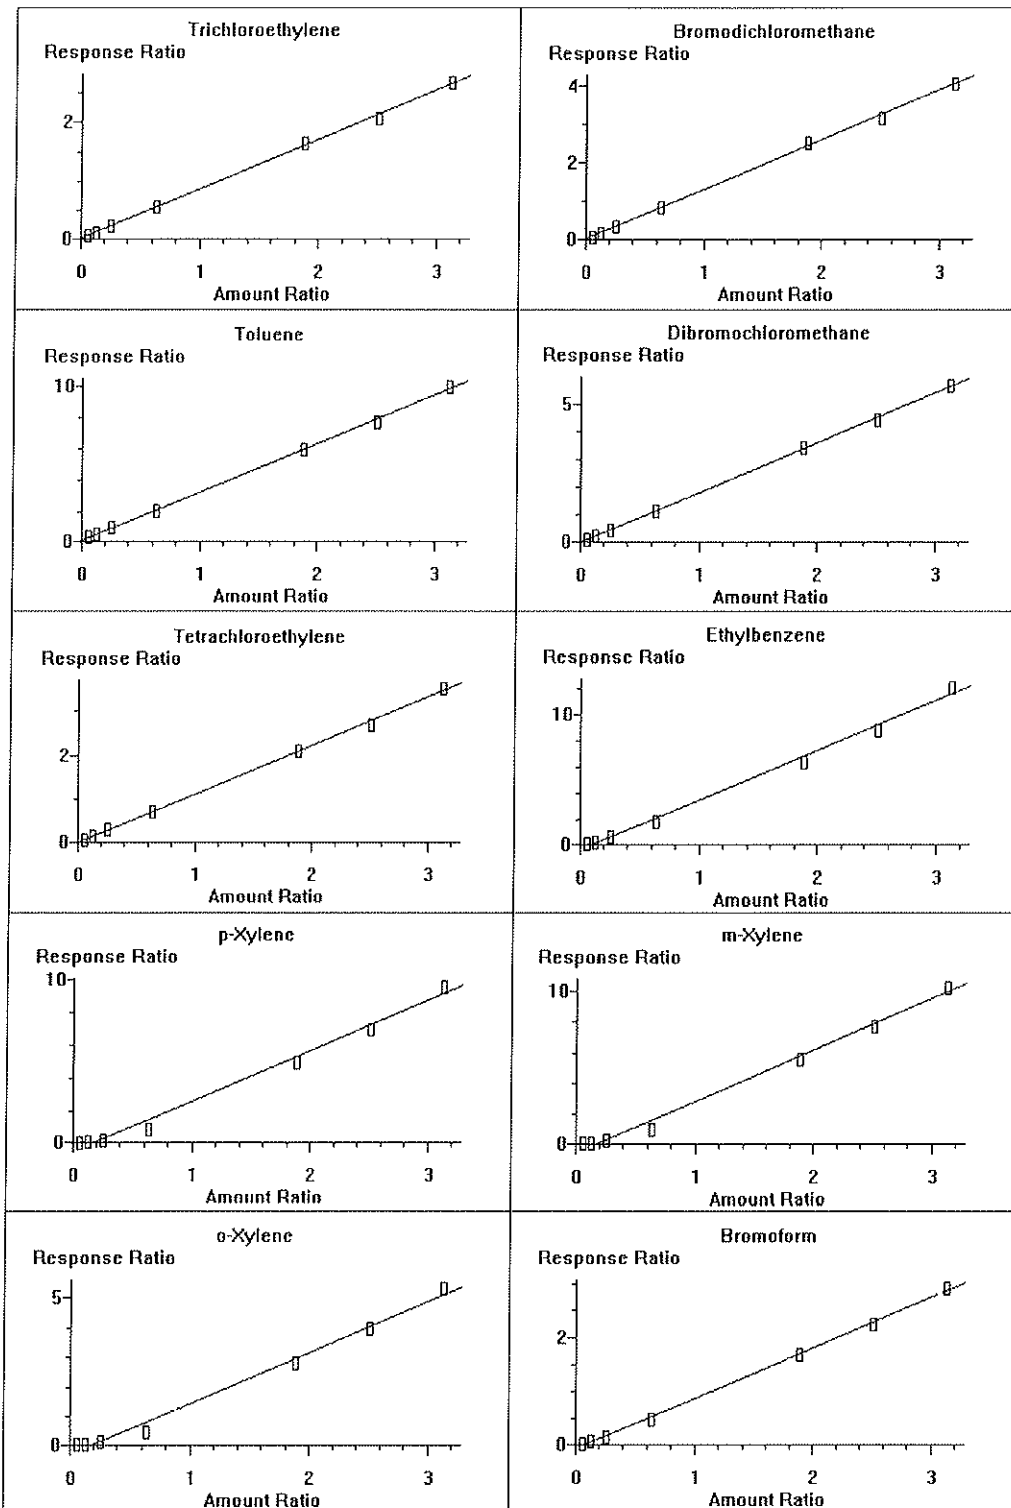 Trichloroethylene
Response Ratio
2
0
0 1 2 3
Amount Ratio
Bromodichloromethane
Response Ratio
4
2
0
0 1 2 3
Amount Ratio
Toluene
Response Ratio
10
0
0 1 2 3
Amount Ratio
Dibromochloromethane
Response Ratio
5
0
0 1 2 3
Amount Ratio
Tetrachloroethylene
Response Ratio
2
0
0 1 2 3
Amount Ratio
Ethylbenzene
Response Ratio
10
0
0 1 2 3
Amount Ratio
p-Xylene
Response Ratio
10
0
0 1 2 3
Amount Ratio
m-Xylene
Response Ratio
10
0
0 1 2 3
Amount Ratio
o-Xylene
Response Ratio
5
0
0 1 2 3
Amount Ratio
Bromoform
Response Ratio
2
0
0 1 2 3
Amount Ratio